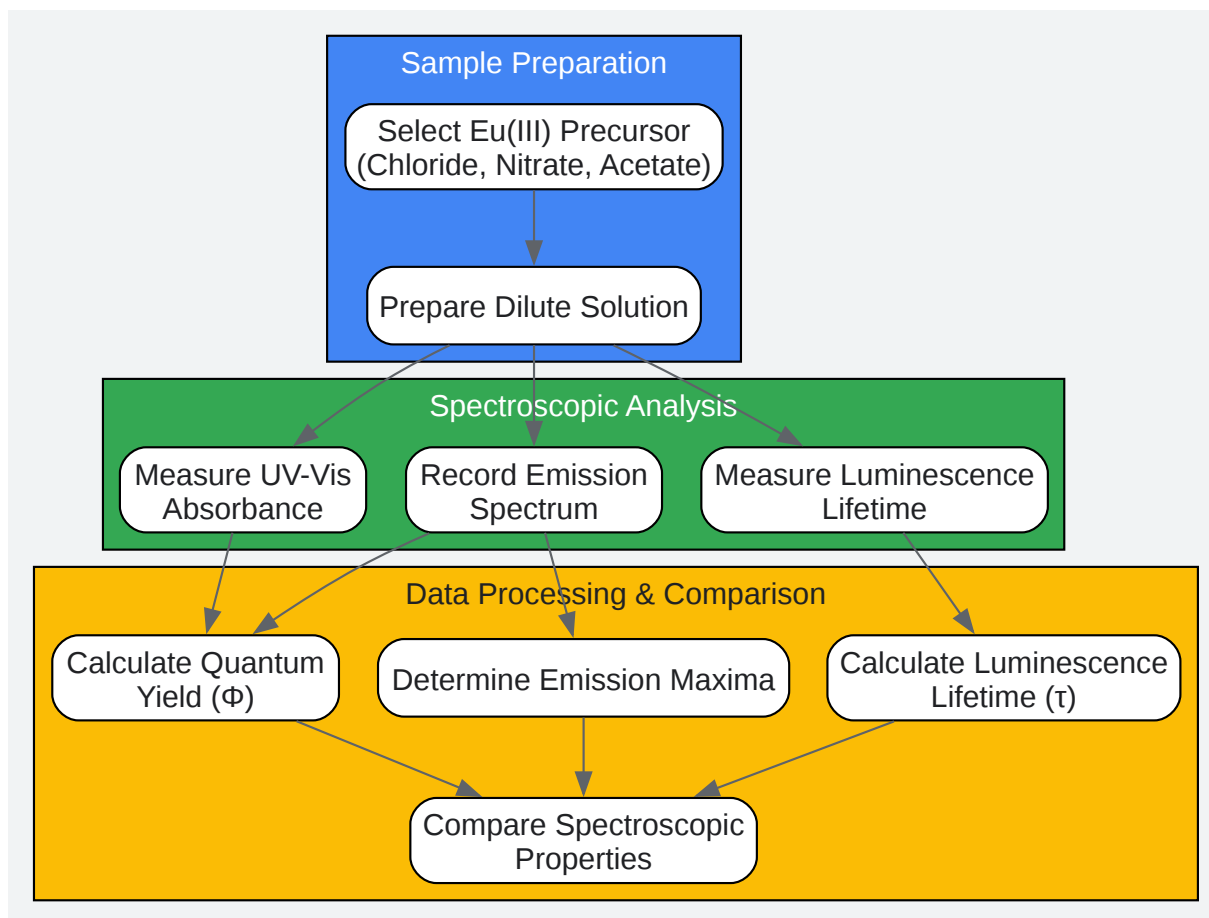 Sample Preparation
Select Eu(III) Precursor
(Chloride, Nitrate, Acetate)
Prepare Dilute Solution
Spectroscopic Analysis
Measure UV-Vis
Absorbance
Record Emission
Spectrum
Measure Luminescence
Lifetime
Data Processing & Comparison
Calculate Quantum
Yield (Φ)
Determine Emission Maxima
Calculate Luminescence
Lifetime (τ)
Compare Spectroscopic
Properties